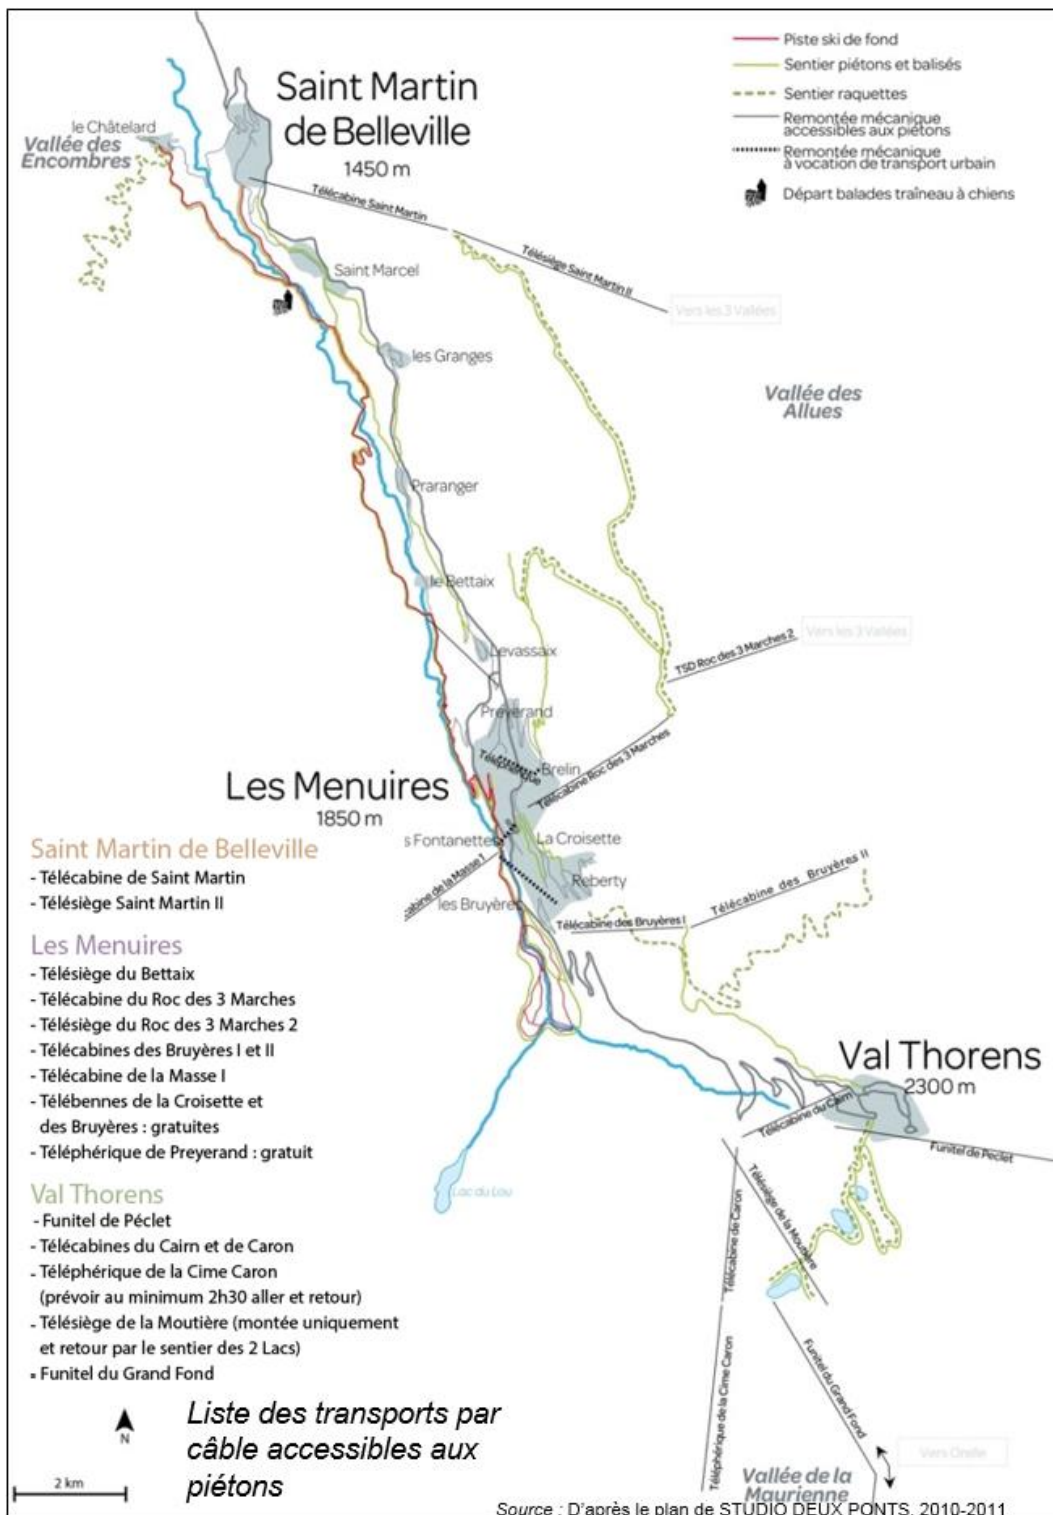 Piste ski de fond
Sentier piétons et balisés
Sentier raquettes
Remontée mécanique
accessibles aux piétons
Remontée mécanique
à vocation de transport urbain
Départ balades traîneau à chiens
Saint Martin
de Belleville
1450 m
le Châtelard
Vallée des
Encombres
Télécabine Saint Martin
Télésiège Saint Martin II
Vers les 3 Vallées
Saint Marcel
les Granges
Vallée des
Allues
Praranger
le Bettaix
Levassaix
TSD Roc des 3 Marches 2
Vers les 3 Vallées
Preyerand
Téléphérique
Brelin
Télécabine Roc des 3 Marches
Les Menuires
1850 m
s Fontanettes
La Croisette
cabine de la Masse 1
Reberty
les Bruyères
Télécabine des Bruyères I
Télécabine des Bruyères II
Val Thorens
2300 m
Télécabine du Cairn
Funitel de Peclet
Lac du Lou
Télécabine de Caron
Télésiège de la Moutière
Téléphérique de la Cime Caron
Funitel du Grand Fond
Vers Orelle
Vallée de la
Maurienne
Saint Martin de Belleville
- Télécabine de Saint Martin
- Télésiège Saint Martin II
Les Menuires
- Télésiège du Bettaix
- Télécabine du Roc des 3 Marches
- Télésiège du Roc des 3 Marches 2
- Télécabines des Bruyères I et II
- Télécabine de la Masse I
- Télébennes de la Croisette et
des Bruyères : gratuites
- Téléphérique de Preyerand : gratuit
Val Thorens
- Funitel de Péclet
- Télécabines du Cairn et de Caron
- Téléphérique de la Cime Caron
(prévoir au minimum 2h30 aller et retour)
- Télésiège de la Moutière (montée uniquement
et retour par le sentier des 2 Lacs)
- Funitel du Grand Fond
N
2 km
Liste des transports par
câble accessibles aux
piétons
Source : D'après le plan de STUDIO DEUX PONTS, 2010-2011